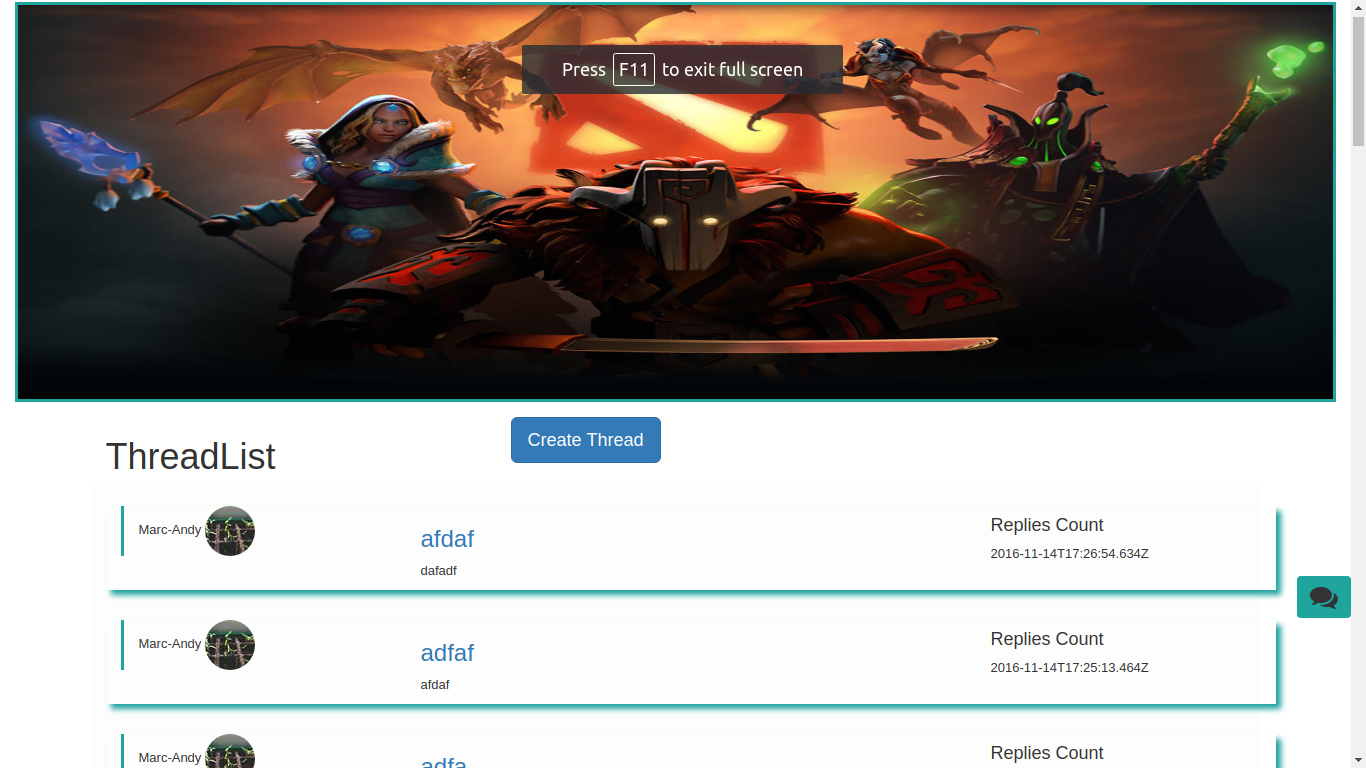 Press F11 to exit full screen
ThreadList
Create Thread
Marc-Andy
afdaf
dafadf
Replies Count
2016-11-14T17:26:54.634Z
Marc-Andy
adfaf
afdaf
Replies Count
2016-11-14T17:25:13.464Z
Marc-Andy
adfa
Replies Count